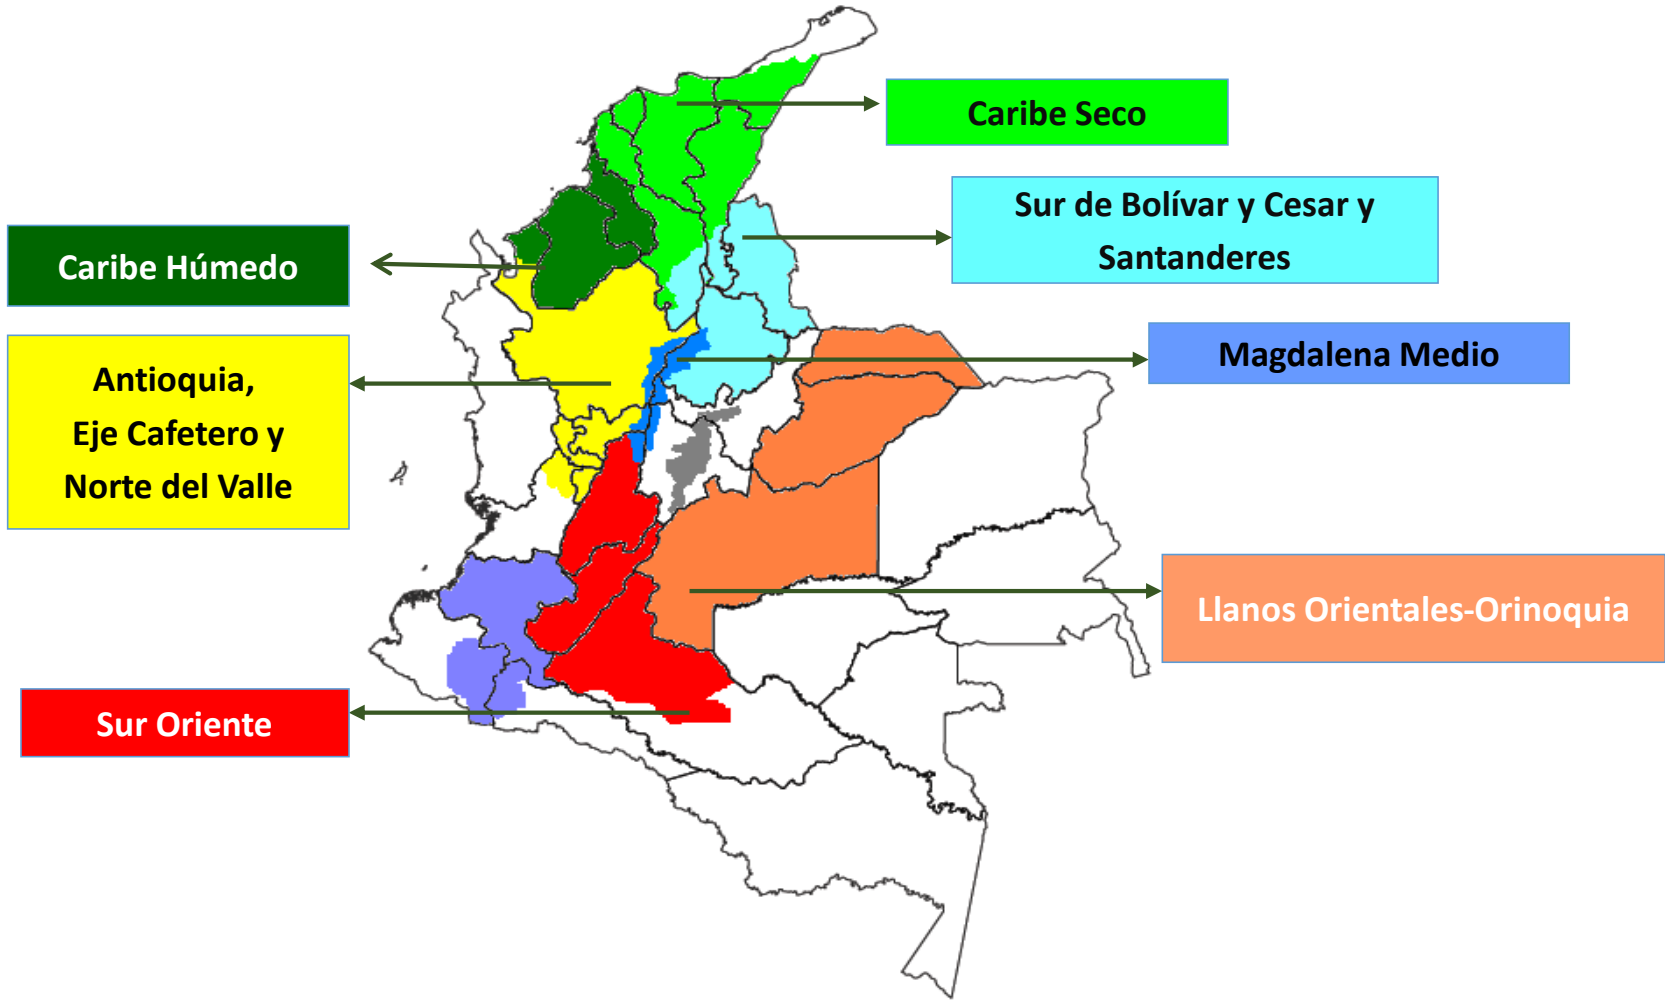 Caribe Seco
Sur de Bolívar y Cesar y
Santanderes
Caribe Húmedo
Magdalena Medio
Antioquia,
Eje Cafetero y
Norte del Valle
Llanos Orientales-Orinoquia
Sur Oriente